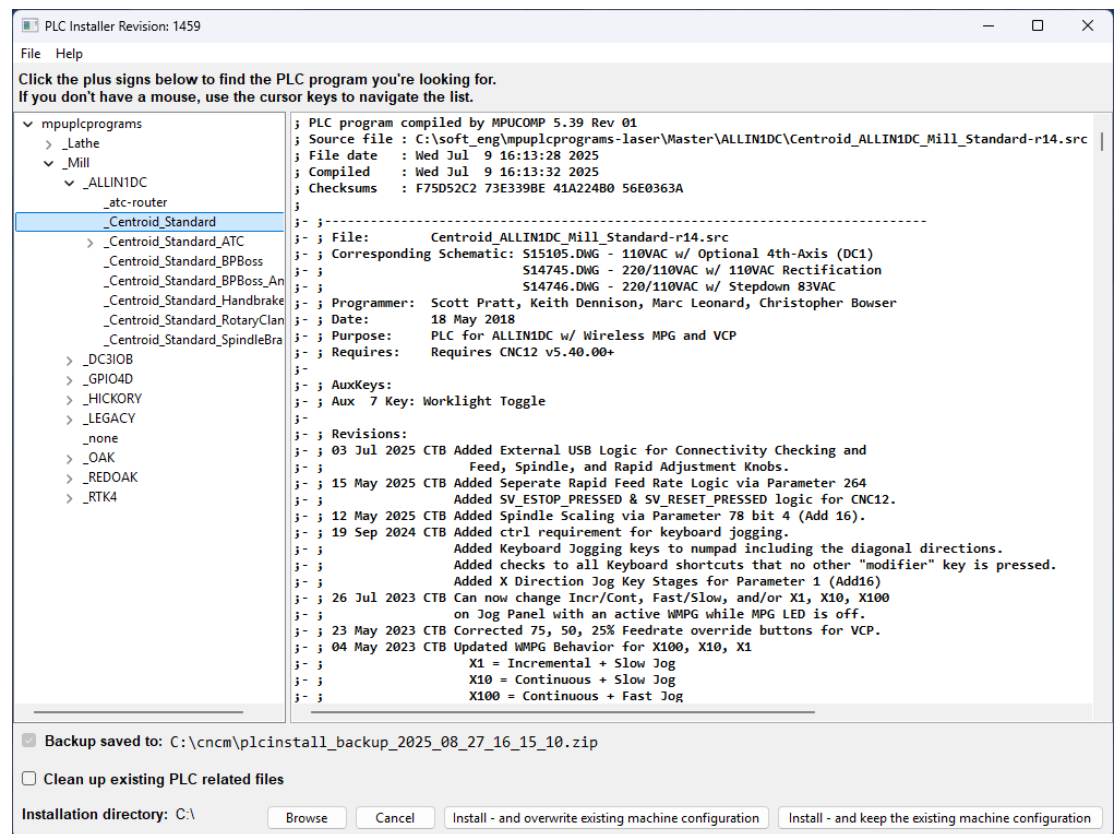 PLC Installer Revision: 1459
File Help
Click the plus signs below to find the PLC program you're looking for.
If you don't have a mouse, use the cursor keys to navigate the list.
mpuplcprograms
_Lathe
_Mill
_ALLIN1DC
_atc-router
_Centroid_Standard
_Centroid_Standard_ATC
_Centroid_Standard_BPBoss
_Centroid_Standard_BPBoss_An
_Centroid_Standard_Handbrake
_Centroid_Standard_RotaryClan
_Centroid_Standard_SpindleBra
_DC3IOB
_GPIO4D
_HICKORY
_LEGACY
_none
_OAK
_REDOAK
_RTK4
; PLC program compiled by MPUCOMP 5.39 Rev 01
; Source file : C:\soft_eng\mpuplcprograms-laser\Master\ALLIN1DC\Centroid_ALLIN1DC_Mill_Standard-r14.src
; File date : Wed Jul 9 16:13:28 2025
; Compiled : Wed Jul 9 16:13:32 2025
; Checksums : F75D52C2 73E339BE 41A224B0 56E0363A
;
;- ;------------------------------------------------------------------------------
;- ; File: Centroid_ALLIN1DC_Mill_Standard-r14.src
;- ; Corresponding Schematic: S15105.DWG - 110VAC w/ Optional 4th-Axis (DC1)
;- ; S14745.DWG - 220/110VAC w/ 110VAC Rectification
;- ; S14746.DWG - 220/110VAC w/ Stepdown 83VAC
;- ; Programmer: Scott Pratt, Keith Dennison, Marc Leonard, Christopher Bowser
;- ; Date: 18 May 2018
;- ; Purpose: PLC for ALLIN1DC w/ Wireless MPG and VCP
;- ; Requires: Requires CNC12 v5.40.00+
;-
;- ; AuxKeys:
;- ; Aux 7 Key: Worklight Toggle
;-
;- ; Revisions:
;- ; 03 Jul 2025 CTB Added External USB Logic for Connectivity Checking and
;- ; Feed, Spindle, and Rapid Adjustment Knobs.
;- ; 15 May 2025 CTB Added Seperate Rapid Feed Rate Logic via Parameter 264
;- ; Added SV_ESTOP_PRESSED & SV_RESET_PRESSED logic for CNC12.
;- ; 12 May 2025 CTB Added Spindle Scaling via Parameter 78 bit 4 (Add 16).
;- ; 19 Sep 2024 CTB Added ctrl requirement for keyboard jogging.
;- ; Added Keyboard Jogging keys to numpad including the diagonal directions.
;- ; Added checks to all Keyboard shortcuts that no other "modifier" key is pressed.
;- ; Added X Direction Jog Key Stages for Parameter 1 (Add16)
;- ; 26 Jul 2023 CTB Can now change Incr/Cont, Fast/Slow, and/or X1, X10, X100
;- ; on Jog Panel with an active WMPG while MPG LED is off.
;- ; 23 May 2023 CTB Corrected 75, 50, 25% Feedrate override buttons for VCP.
;- ; 04 May 2023 CTB Updated WMPG Behavior for X100, X10, X1
;- ; X1 = Incremental + Slow Jog
;- ; X10 = Continuous + Slow Jog
;- ; X100 = Continuous + Fast Jog
Backup saved to: C:\cncm\plcinstall_backup_2025_08_27_16_15_10.zip
Clean up existing PLC related files
Installation directory: C:\ Browse Cancel Install - and overwrite existing machine configuration Install - and keep the existing machine configuration